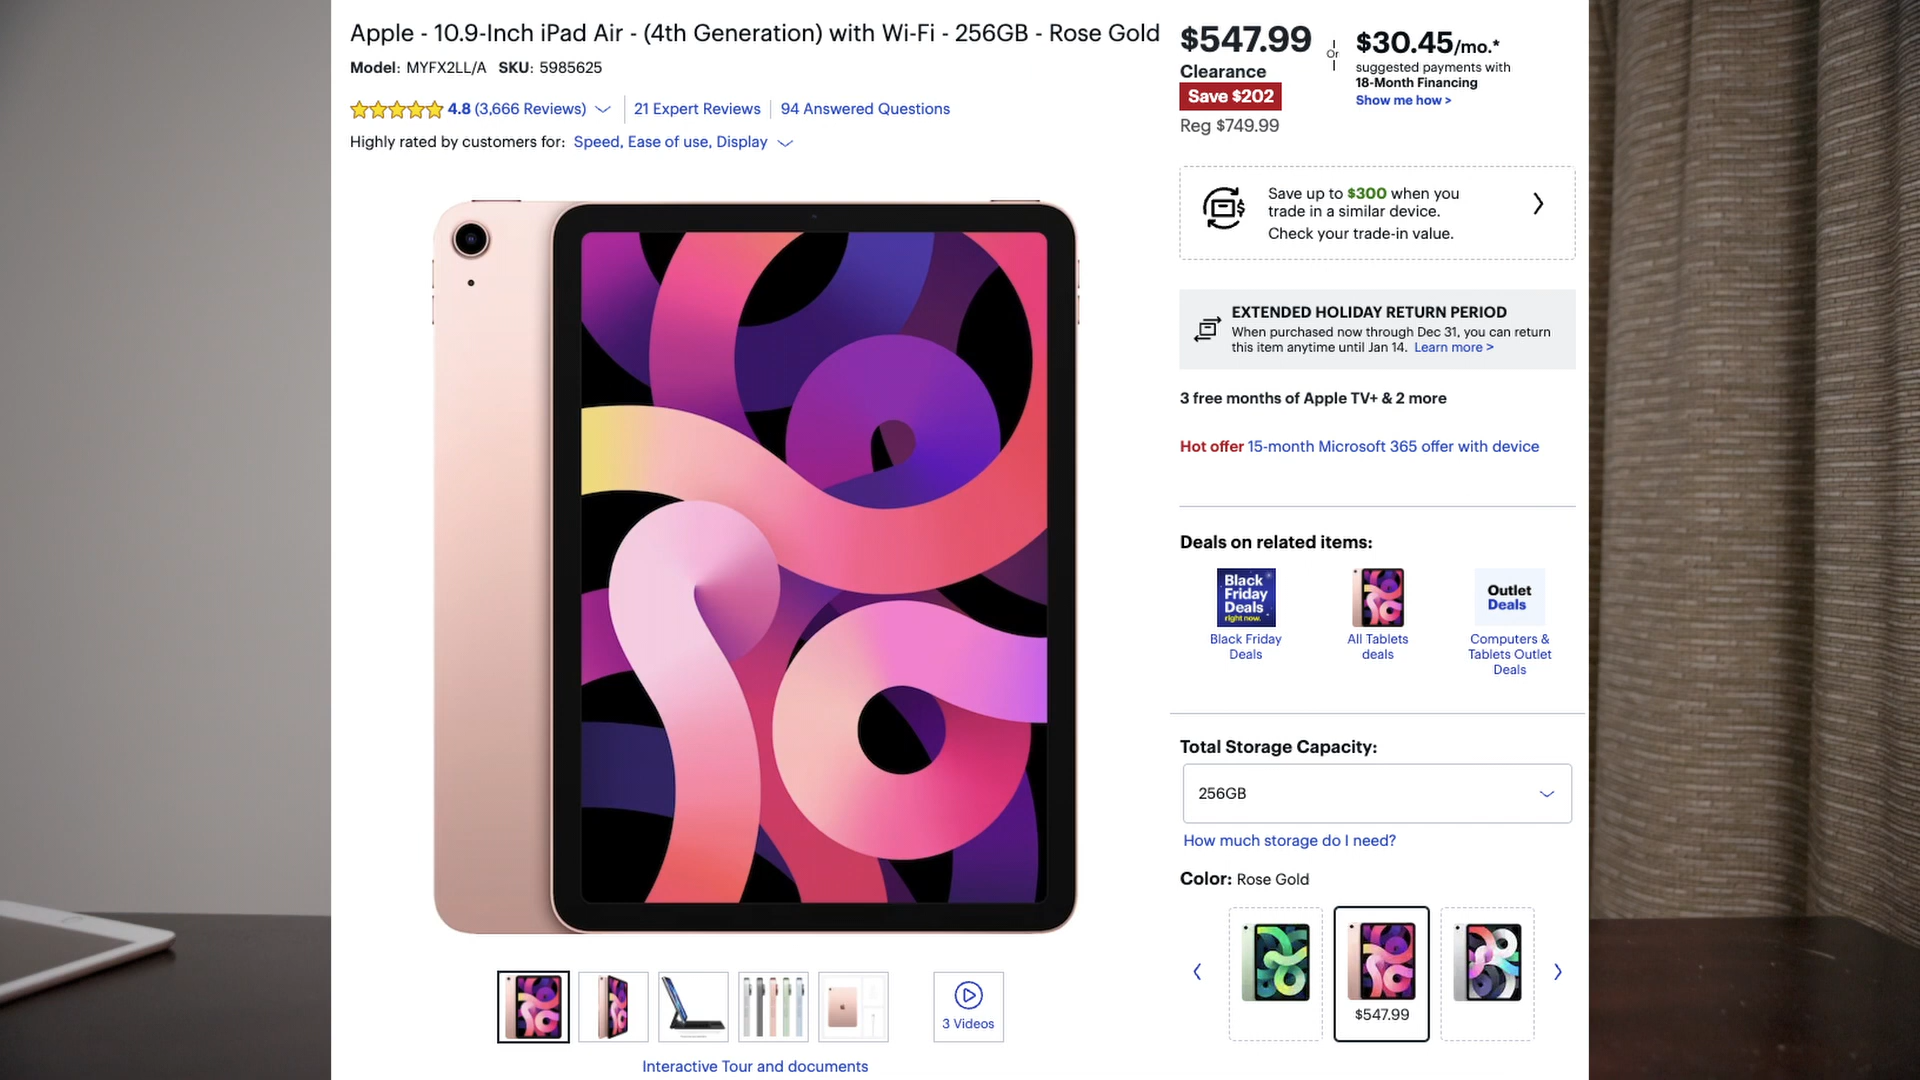 Apple - 10.9-Inch iPad Air - (4th Generation) with Wi-Fi - 256GB - Rose Gold
Model: MYFX2LL/A SKU: 5985625
4.8 (3,666 Reviews)
21 Expert Reviews
94 Answered Questions
Highly rated by customers for: Speed, Ease of use, Display
$547.99
Clearance
Save $202
Reg $749.99
Or
$30.45/mo.*
suggested payments with
18-Month Financing
Show me how >
Save up to $300 when you
trade in a similar device.
Check your trade-in value.
EXTENDED HOLIDAY RETURN PERIOD
When purchased now through Dec 31, you can return
this item anytime until Jan 14. Learn more >
3 free months of Apple TV+ & 2 more
Hot offer 15-month Microsoft 365 offer with device
Deals on related items:
Black
Friday
Deals
right now.
Black Friday
Deals
All Tablets
deals
Outlet
Deals
Computers &
Tablets Outlet
Deals
Total Storage Capacity:
256GB
How much storage do I need?
Color: Rose Gold
$547.99
3 Videos
Interactive Tour and documents